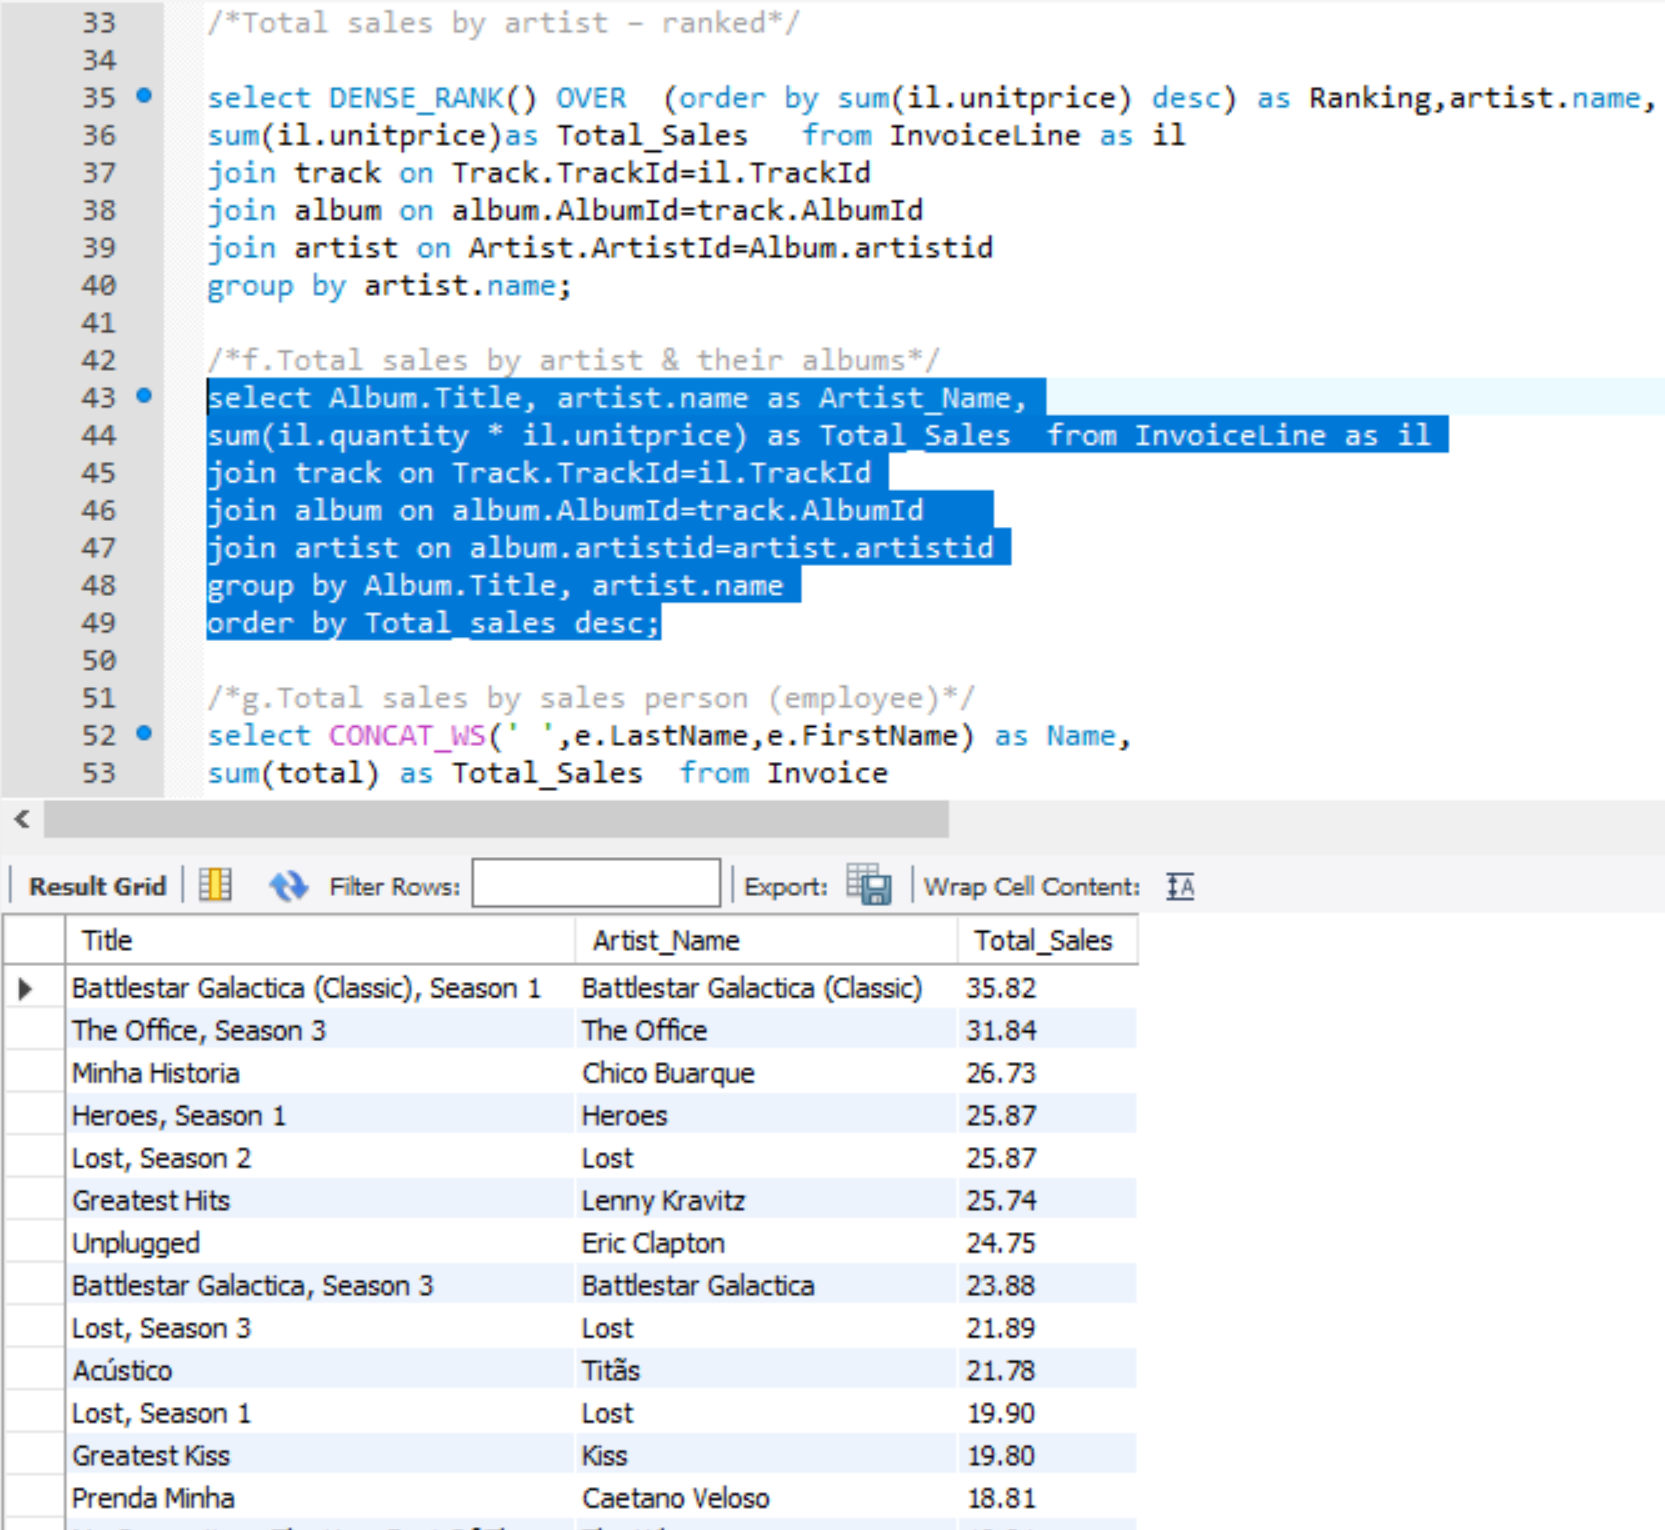 33 /*Total sales by artist – ranked*/
34
35 select DENSE_RANK() OVER  (order by sum(il.unitprice) desc) as Ranking,artist.name,
36 sum(il.unitprice)as Total_Sales   from InvoiceLine as il
37 join track on Track.TrackId=il.TrackId
38 join album on album.AlbumId=track.AlbumId
39 join artist on Artist.ArtistId=Album.artistid
40 group by artist.name;
41
42 /*f.Total sales by artist & their albums*/
43 select Album.Title, artist.name as Artist_Name,
44 sum(il.quantity * il.unitprice) as Total_Sales  from InvoiceLine as il
45 join track on Track.TrackId=il.TrackId
46 join album on album.AlbumId=track.AlbumId
47 join artist on album.artistid=artist.artistid
48 group by Album.Title, artist.name
49 order by Total_sales desc;
50
51 /*g.Total sales by sales person (employee)*/
52 select CONCAT_WS(' ',e.LastName,e.FirstName) as Name,
53 sum(total) as Total_Sales  from Invoice
Result Grid Filter Rows: Export: Wrap Cell Content:
Title Artist_Name Total_Sales
Battlestar Galactica (Classic), Season 1 Battlestar Galactica (Classic) 35.82
The Office, Season 3 The Office 31.84
Minha Historia Chico Buarque 26.73
Heroes, Season 1 Heroes 25.87
Lost, Season 2 Lost 25.87
Greatest Hits Lenny Kravitz 25.74
Unplugged Eric Clapton 24.75
Battlestar Galactica, Season 3 Battlestar Galactica 23.88
Lost, Season 3 Lost 21.89
Acústico Titãs 21.78
Lost, Season 1 Lost 19.90
Greatest Kiss Kiss 19.80
Prenda Minha Caetano Veloso 18.81